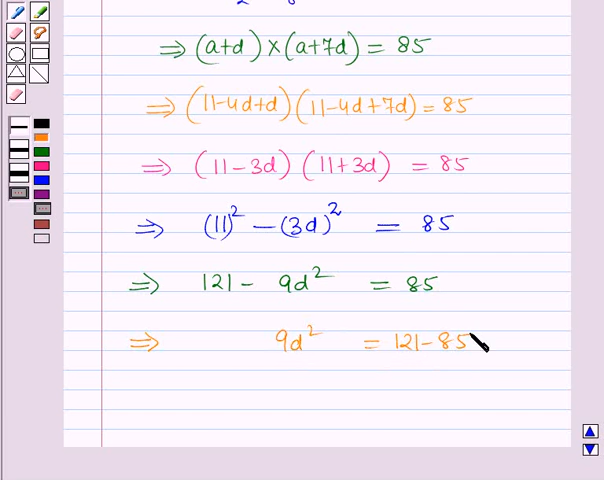 ⇒ (a+d) × (a+7d) = 85
⇒ (11-4d+d) (11-4d+7d) = 85
⇒ (11-3d) (11+3d) = 85
⇒ (11)² - (3d)² = 85
⇒ 121 - 9d² = 85
⇒ 9d² = 121-85